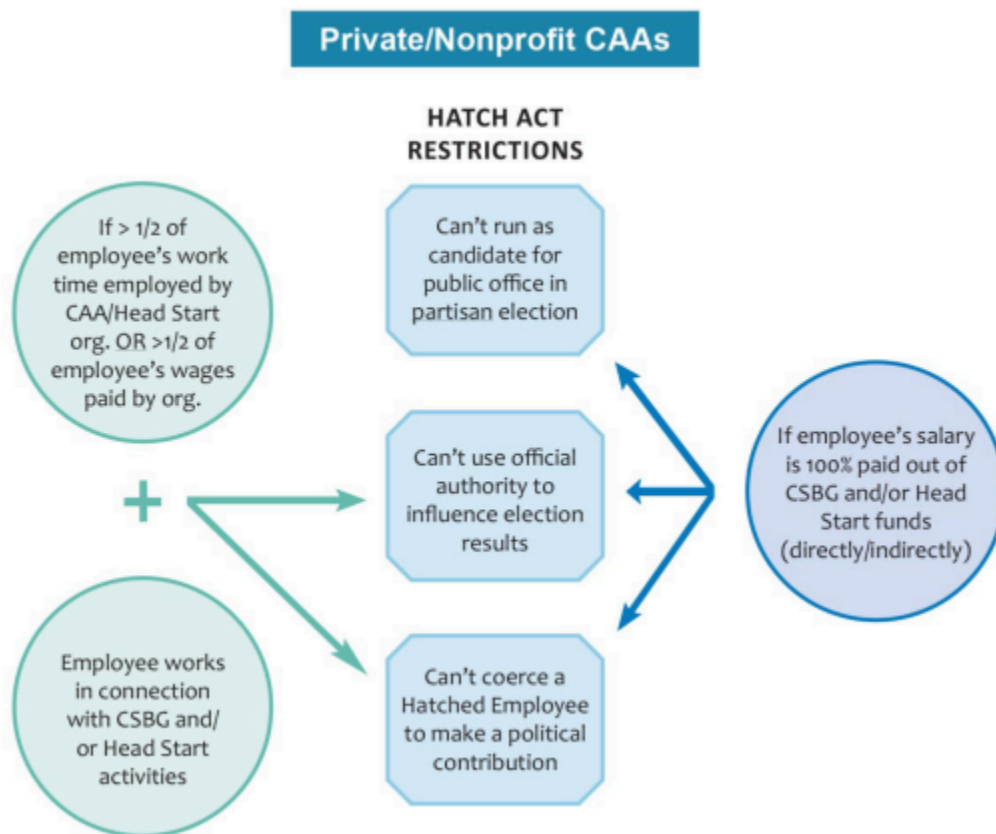 Private/Nonprofit CAAs
HATCH ACT
RESTRICTIONS
If > 1/2 of
employee's work
time employed by
CAA/Head Start
org. OR >1/2 of
employee's wages
paid by org.
+
Employee works
in connection
with CSBG and/
or Head Start
activities
Can't run as
candidate for
public office in
partisan election
Can't use official
authority to
influence election
results
Can't coerce a
Hatched Employee
to make a political
contribution
If employee's salary
is 100% paid out of
CSBG and/or Head
Start funds
(directly/indirectly)